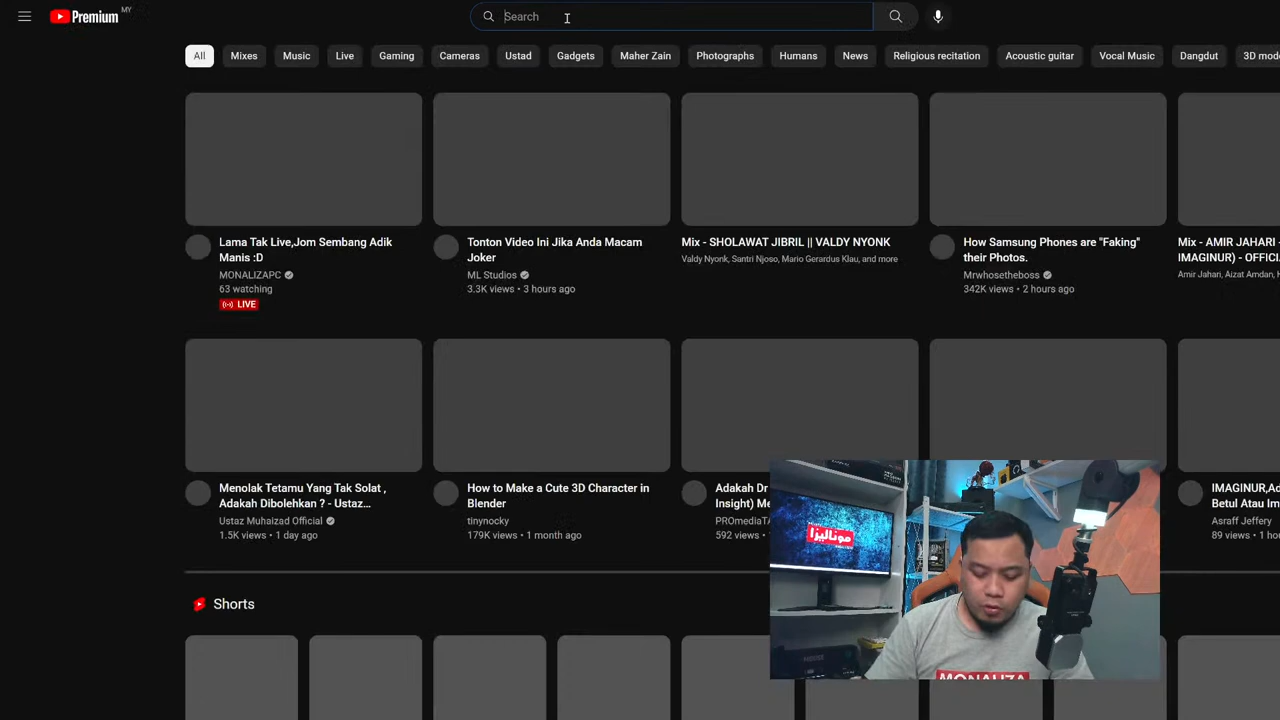 Premium MY
Search
All Mixes Music Live Gaming Cameras Ustad Gadgets Maher Zain Photographs Humans News Religious recitation Acoustic guitar Vocal Music Dangdut
Lama Tak Live,Jom Sembang Adik
Manis :D
MONALIZAPC
63 watching
LIVE
Tonton Video Ini Jika Anda Macam
Joker
ML Studios
3.3K views • 3 hours ago
Mix - SHOLAWAT JIBRIL || VALDY NYONK
Valdy Nyonk, Santri Njoso, Mario Gerardus Klau, and more
How Samsung Phones are "Faking"
their Photos.
Mrwhosetheboss
342K views • 2 hours ago
Mix - AMIR JAHARI -
IMAGINUR) - OFFICI
Amir Jahari, Aizat Amdan,
Menolak Tetamu Yang Tak Solat ,
Adakah Dibolehkan ? - Ustaz...
Ustaz Muhaizad Official
1.5K views • 1 day ago
How to Make a Cute 3D Character in
Blender
tinynocky
179K views • 1 month ago
Adakah Dr
Insight) Me
PROmediaTA
592 views •
IMAGINUR,Ad
Betul Atau Im
Asraff Jeffery
89 views • 1 ho
موناليزا
Shorts
MONALIZA